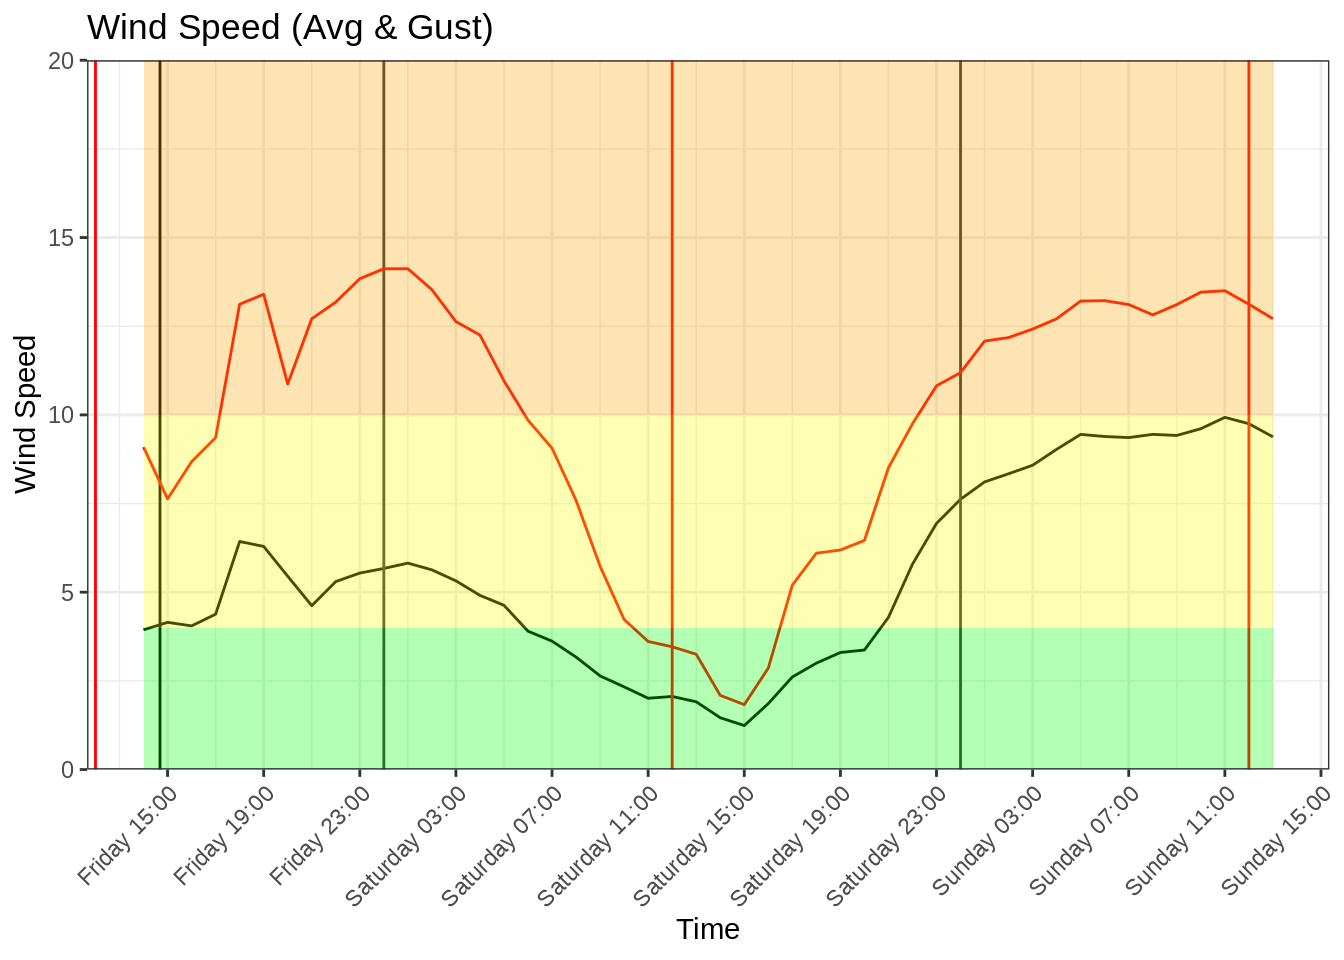 Wind Speed (Avg & Gust)
20
15
10
5
0
Wind Speed
Friday 15:00
Friday 19:00
Friday 23:00
Saturday 03:00
Saturday 07:00
Saturday 11:00
Saturday 15:00
Saturday 19:00
Saturday 23:00
Sunday 03:00
Sunday 07:00
Sunday 11:00
Sunday 15:00
Time